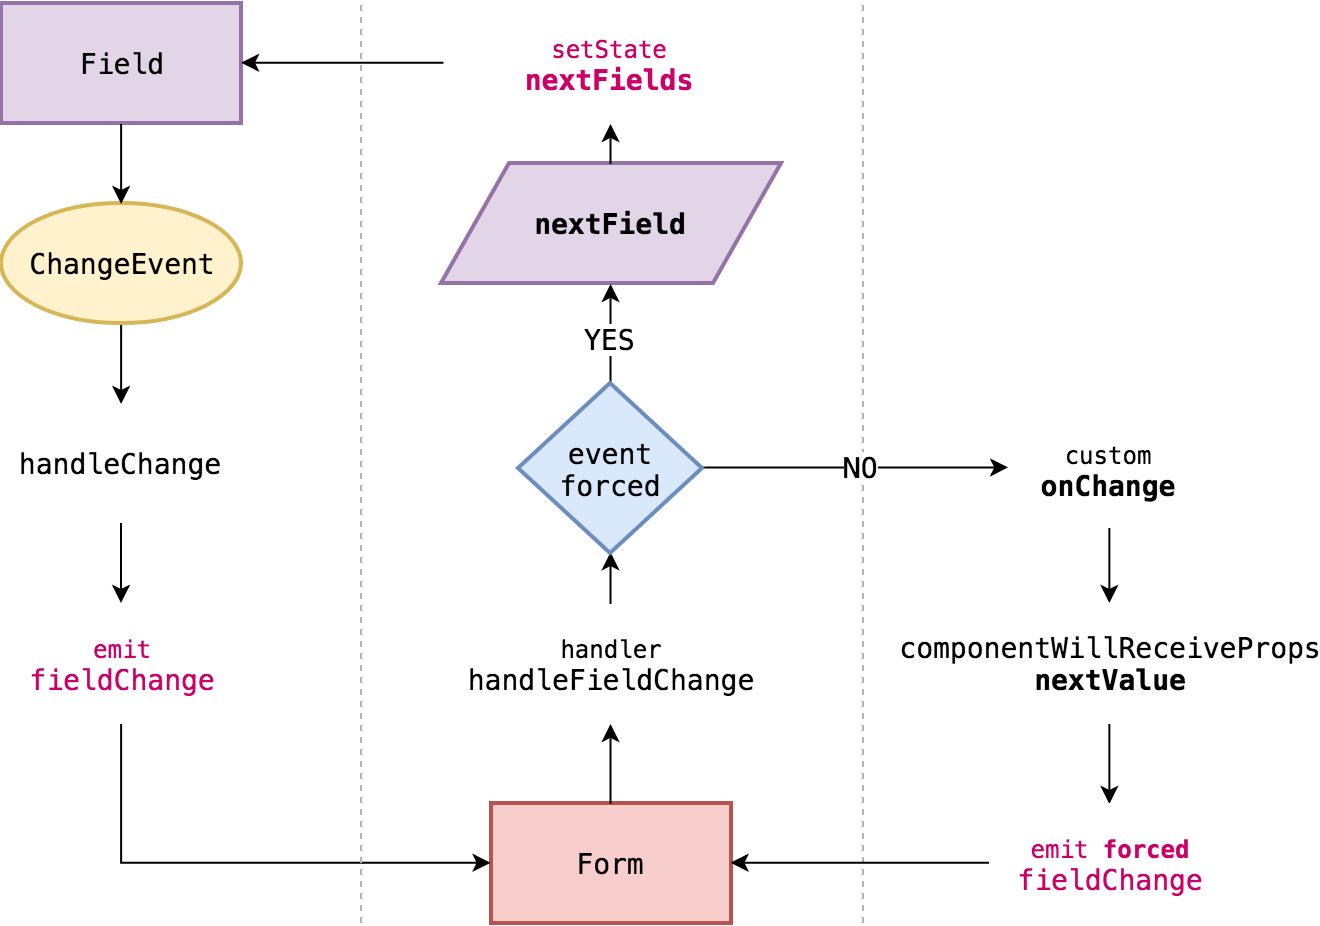 Field
ChangeEvent
handleChange
emit
fieldChange
setState
nextFields
nextField
YES
event
forced
NO
handler
handleFieldChange
Form
custom
onChange
componentWillReceiveProps
nextValue
emit forced
fieldChange